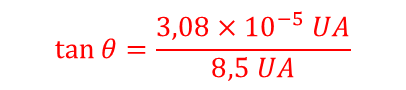 tan θ = 3,08 × 10⁻⁵ UA / 8,5 UA